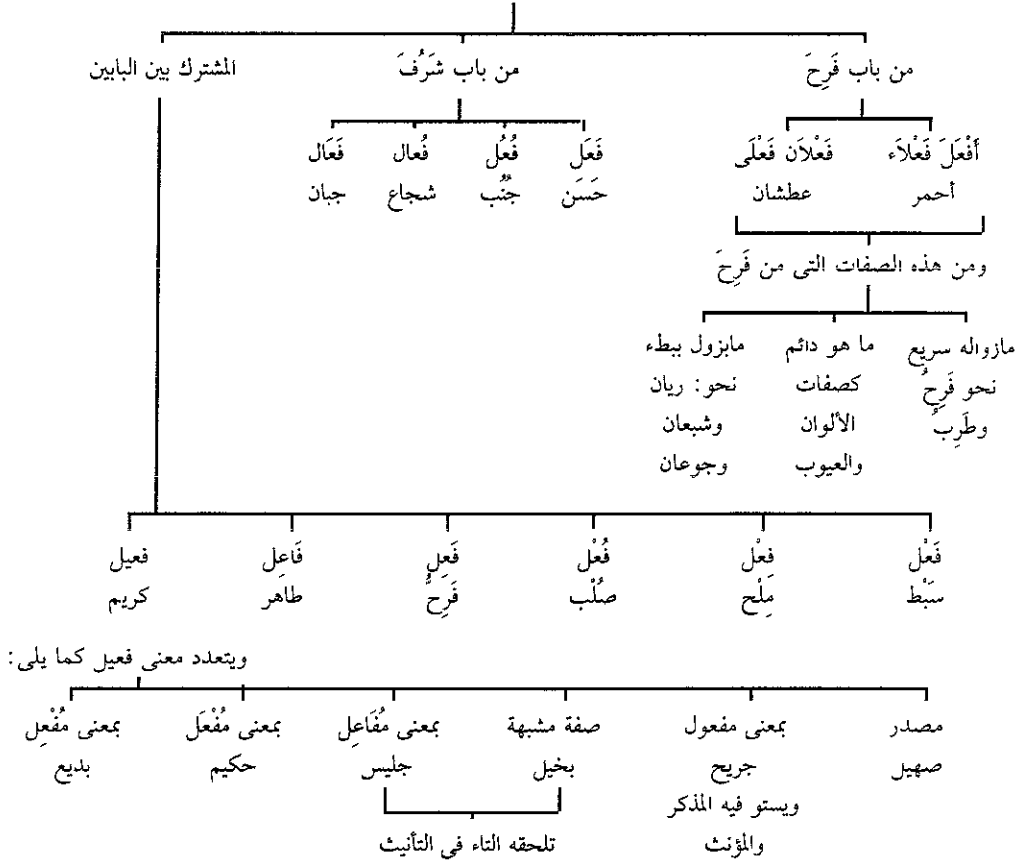 من باب فَرِحَ من باب شَرُفَ المشترك بين البابين
أَفْعَلَ فَعْلاَء فَعْلاَن فَعْلَى فَعَل فُعُل فُعال فَعَال
أحمر عطشان حَسَن جُنُب شجاع جبان
ومن هذه الصفات التى من فَرِحَ
مازواله سريع ما هو دائم مايزول ببطء
نحو فَرِحٌ كصفات نحو: ريان
وطَرِبٌ الألوان وشبعان
والعيوب وجوعان
فَعْل فِعْل فُعْل فَعِل فَاعِل فعيل
سَبْط مِلْح صُلْب فَرِحٌ طاهر كريم
ويتعدد معنى فعيل كما يلى:
مصدر بمعنى مفعول صفة مشبهة بمعنى مُفَاعِل بمعنى مُفْعَل بمعنى مُفْعِل
صهيل جريح بخيل جليس حكيم بديع
ويستو فيه المذكر
والمؤنث تلحقه التاء فى التأنيث